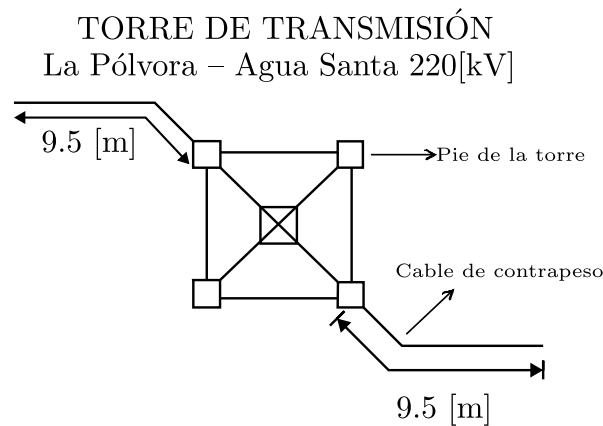 TORRE DE TRANSMISIÓN
La Pólvora – Agua Santa 220[kV]
9.5 [m]
Pie de la torre
Cable de contrapeso
9.5 [m]